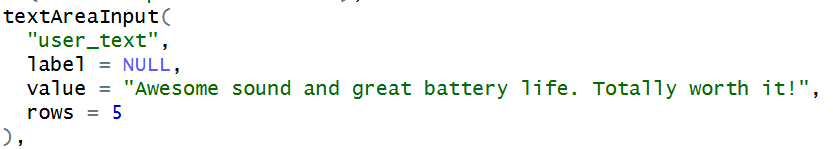 textAreaInput(
"user_text",
label = NULL,
value = "Awesome sound and great battery life. Totally worth it!",
rows = 5
),